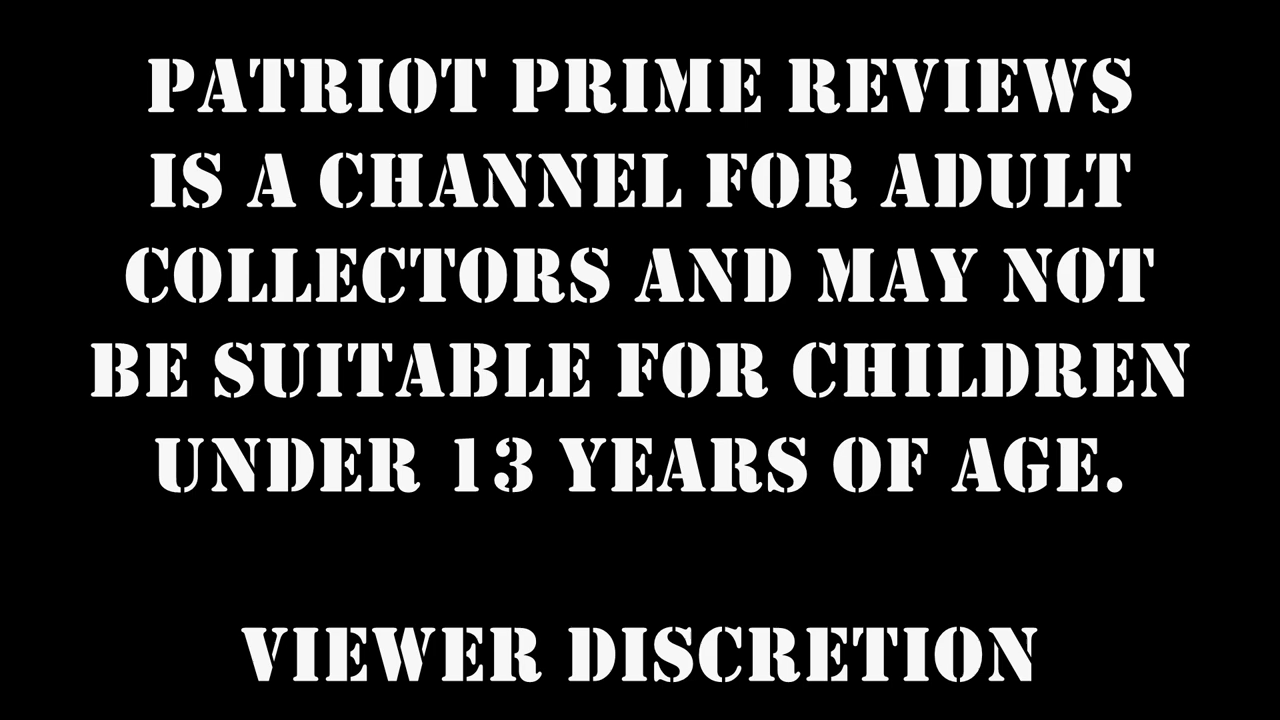 PATRIOT PRIME REVIEWS
IS A CHANNEL FOR ADULT
COLLECTORS AND MAY NOT
BE SUITABLE FOR CHILDREN
UNDER 13 YEARS OF AGE.
VIEWER DISCRETION